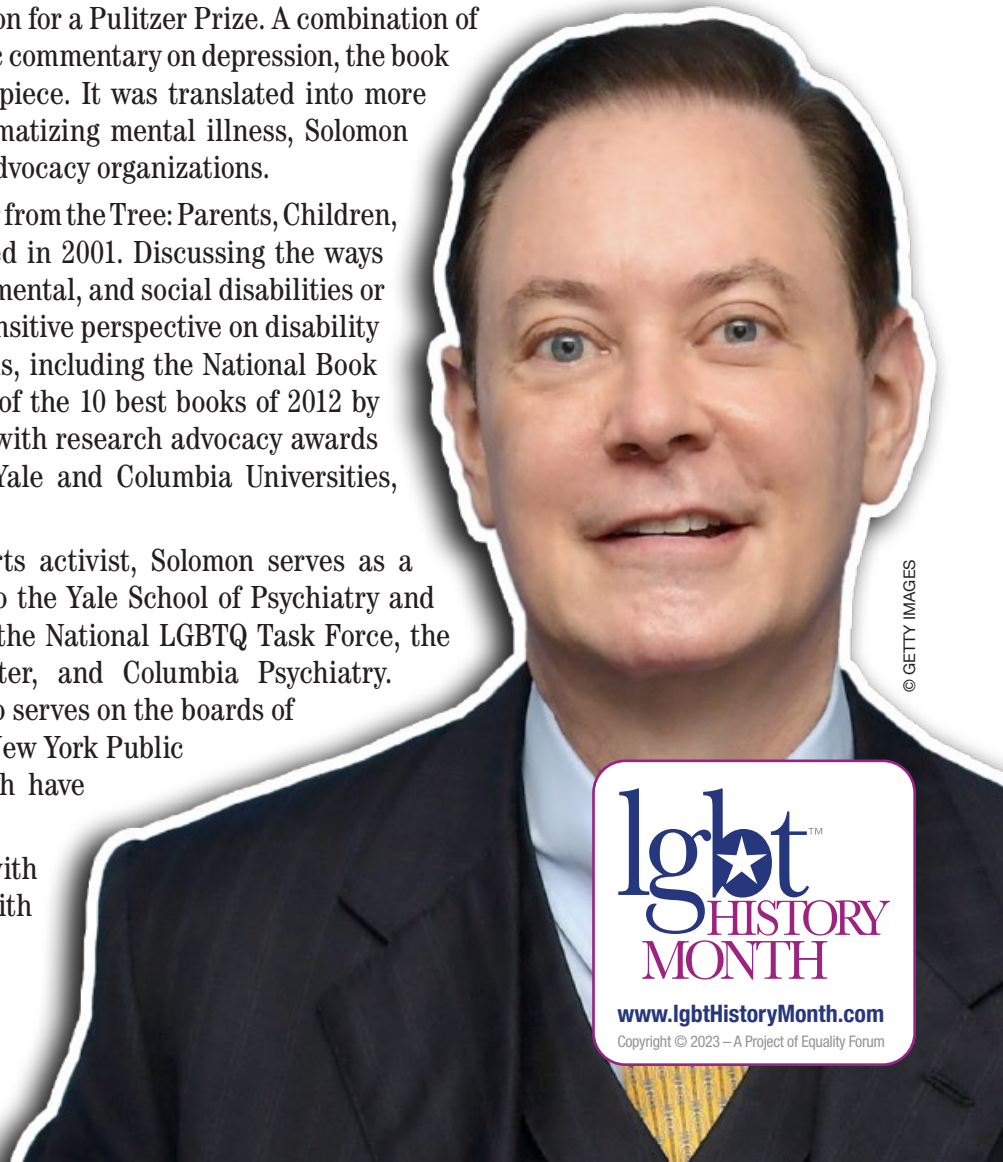 on for a Pulitzer Prize. A combination of
c commentary on depression, the book
piece. It was translated into more
matizing mental illness, Solomon
dvocacy organizations.
from the Tree: Parents, Children,
ed in 2001. Discussing the ways
mental, and social disabilities or
nsitive perspective on disability
s, including the National Book
of the 10 best books of 2012 by
with research advocacy awards
Yale and Columbia Universities,
rts activist, Solomon serves as a
o the Yale School of Psychiatry and
the National LGBTQ Task Force, the
ter, and Columbia Psychiatry.
o serves on the boards of
New York Public
h have
with
ith
© GETTY IMAGES
lgbt™
HISTORY
MONTH
www.lgbtHistoryMonth.com
Copyright © 2023 – A Project of Equality Forum